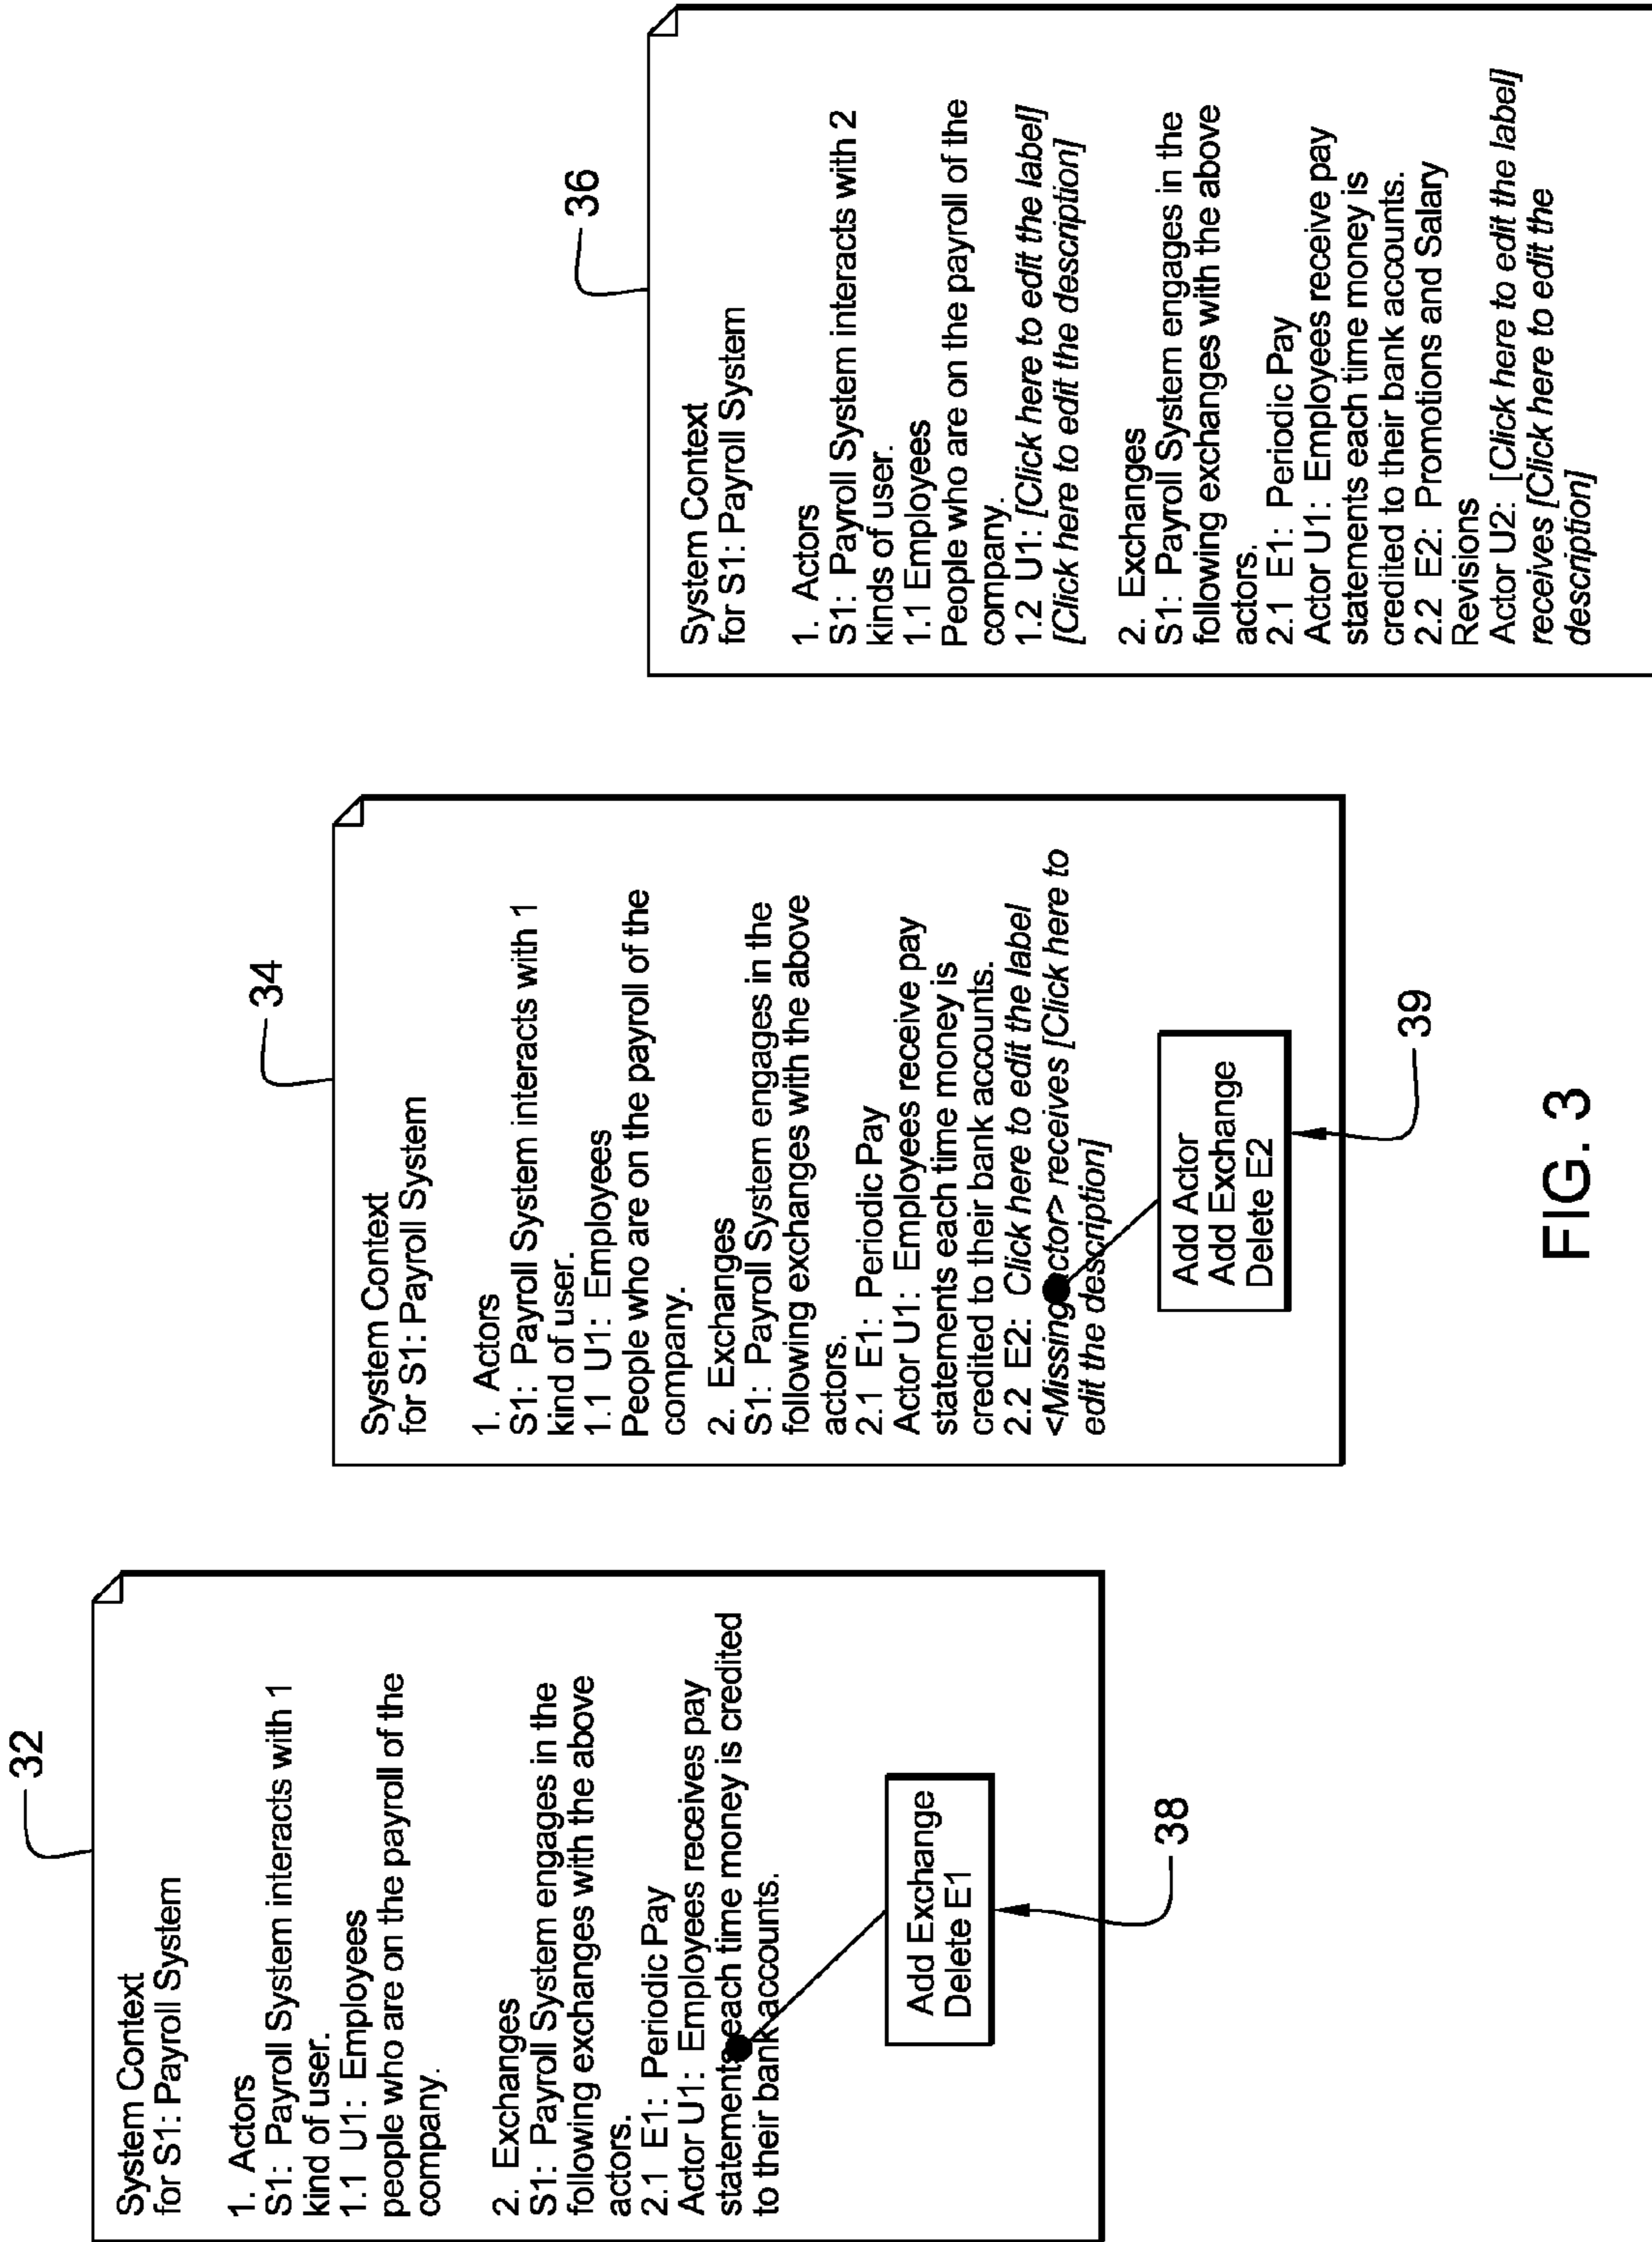 32
System Context
for S1: Payroll System
1. Actors
S1: Payroll System interacts with 1
kind of user.
1.1 U1: Employees
people who are on the payroll of the
company.
2. Exchanges
S1: Payroll System engages in the
following exchanges with the above
actors.
2.1 E1: Periodic Pay
Actor U1: Employees receives pay
statements each time money is credited
to their bank accounts.
Add Exchange
Delete E1
38
34
System Context
for S1: Payroll System
1. Actors
S1: Payroll System interacts with 1
kind of user.
1.1 U1: Employees
People who are on the payroll of the
company.
2. Exchanges
S1: Payroll System engages in the
following exchanges with the above
actors.
2.1 E1: Periodic Pay
Actor U1: Employees receive pay
statements each time money is
credited to their bank accounts.
2.2 E2: Click here to edit the label
<Missing actor> receives [Click here to
edit the description]
Add Actor
Add Exchange
Delete E2
39
36
System Context
for S1: Payroll System
1. Actors
S1: Payroll System interacts with 2
kinds of user.
1.1 Employees
People who are on the payroll of the
company.
1.2 U1: [Click here to edit the label]
[Click here to edit the description]
2. Exchanges
S1: Payroll System engages in the
following exchanges with the above
actors.
2.1 E1: Periodic Pay
Actor U1: Employees receive pay
statements each time money is
credited to their bank accounts.
2.2 E2: Promotions and Salary
Revisions
Actor U2: [Click here to edit the label]
receives [Click here to edit the
description]
FIG. 3